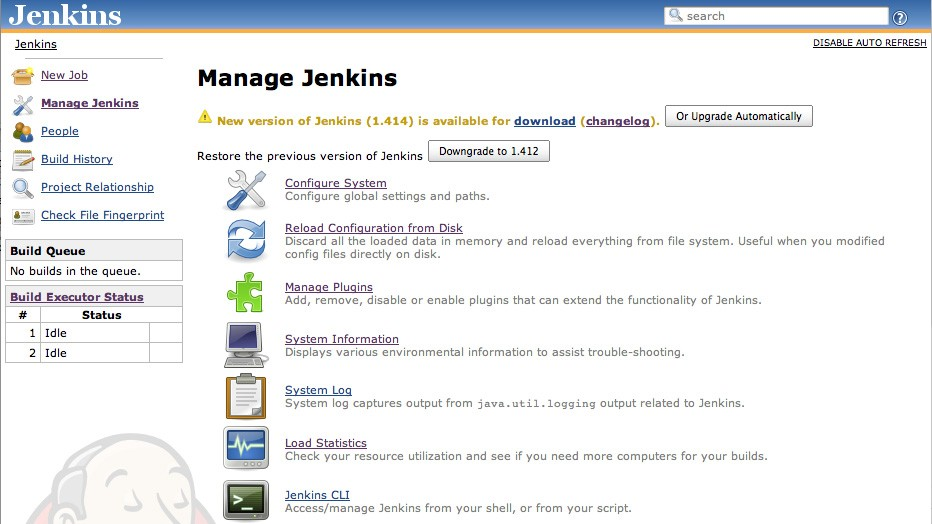 Jenkins
search
Jenkins
DISABLE AUTO REFRESH
New Job
Manage Jenkins
People
Build History
Project Relationship
Check File Fingerprint
Build Queue
No builds in the queue.
Build Executor Status
# Status
1 Idle
2 Idle
Manage Jenkins
New version of Jenkins (1.414) is available for download (changelog). Or Upgrade Automatically
Restore the previous version of Jenkins Downgrade to 1.412
Configure System
Configure global settings and paths.
Reload Configuration from Disk
Discard all the loaded data in memory and reload everything from file system. Useful when you modified
config files directly on disk.
Manage Plugins
Add, remove, disable or enable plugins that can extend the functionality of Jenkins.
System Information
Displays various environmental information to assist trouble-shooting.
System Log
System log captures output from java.util.logging output related to Jenkins.
Load Statistics
Check your resource utilization and see if you need more computers for your builds.
Jenkins CLI
Access/manage Jenkins from your shell, or from your script.